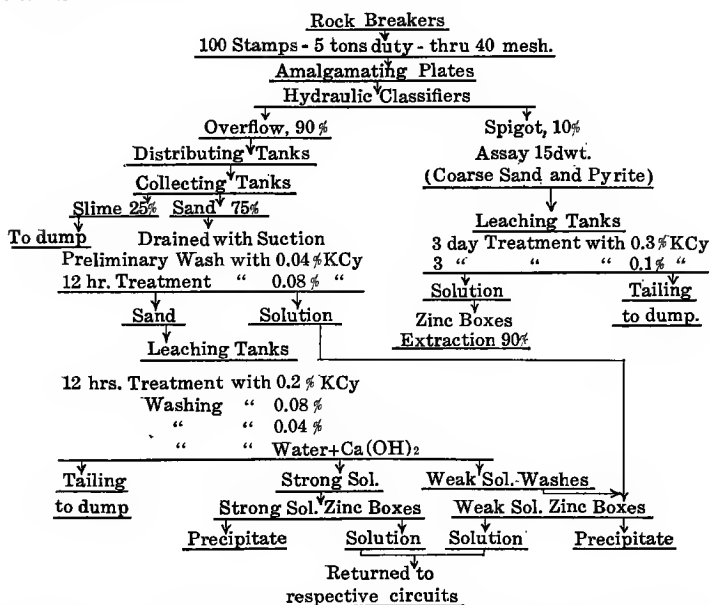 Rock Breakers
100 Stamps - 5 tons duty - thru 40 mesh.
Amalgamating Plates
Hydraulic Classifiers
Overflow, 90%
Distributing Tanks
Collecting Tanks
Slime 25% Sand 75%
To dump Drained with Suction
Preliminary Wash with 0.04% KCy
12 hr. Treatment “ 0.08% “
Sand Solution
Leaching Tanks
Spigot, 10%
Assay 15dwt.
(Coarse Sand and Pyrite)
Leaching Tanks
3 day Treatment with 0.3% KCy
3 “ “ “ 0.1% “
Solution
Zinc Boxes
Extraction 90%
Tailing
to dump.
12 hrs. Treatment with 0.2% KCy
Washing “ 0.08%
“ “ 0.04%
“ “ Water+Ca(OH)2
Tailing
to dump
Strong Sol. Weak Sol.-Washes
Strong Sol. Zinc Boxes Weak Sol. Zinc Boxes
Precipitate Solution Solution Precipitate
Returned to
respective circuits